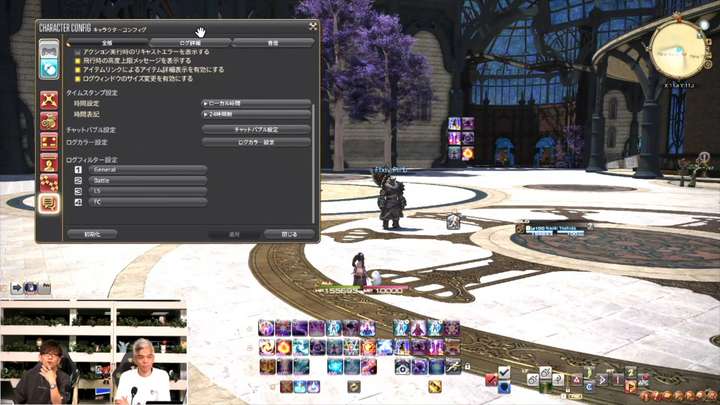 CHARACTER CONFIG キャラクターコンフィグ
全般
ログ詳細
発言
アクション実行時のリキャストエラーを表示する
飛行時の高度上限メッセージを表示する
アイテムリンクによるアイテム詳細表示を有効にする
ログウィンドウのサイズ変更を有効にする
タイムスタンプ設定
時間設定
ローカル時間
時間表記
24時間制
チャットバブル設定
チャットバブル設定
ログカラー設定
ログカラー設定
ログフィルター設定
1 General
2 Battle
3 LS
4 FC
初期化
適用
閉じる
HP 155693
MP 10000